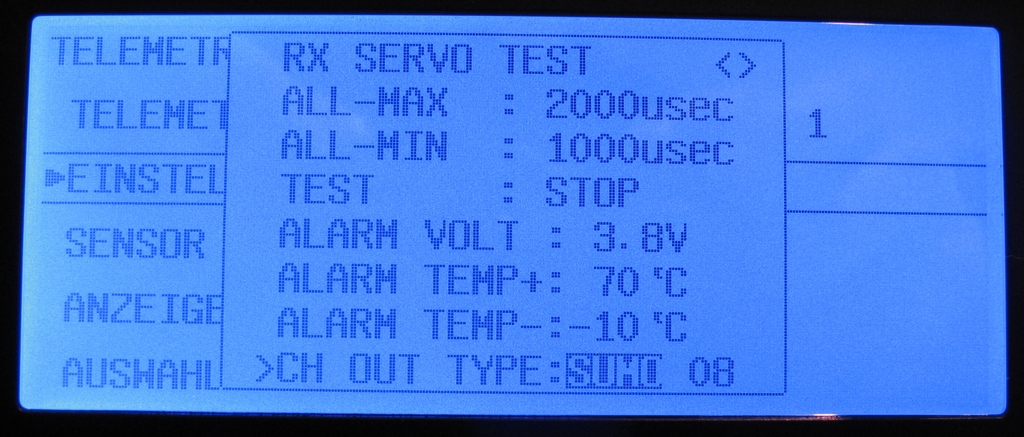 TELEMETR
TELEMET
EINSTEL
SENSOR
ANZEIGE
AUSWAHL
RX SERVO TEST <>
ALL-MAX : 2000usec
ALL-MIN : 1000usec
TEST : STOP
ALARM VOLT : 3.8V
ALARM TEMP+: 70°C
ALARM TEMP-:-10°C
>CH OUT TYPE:SUMO 08
1